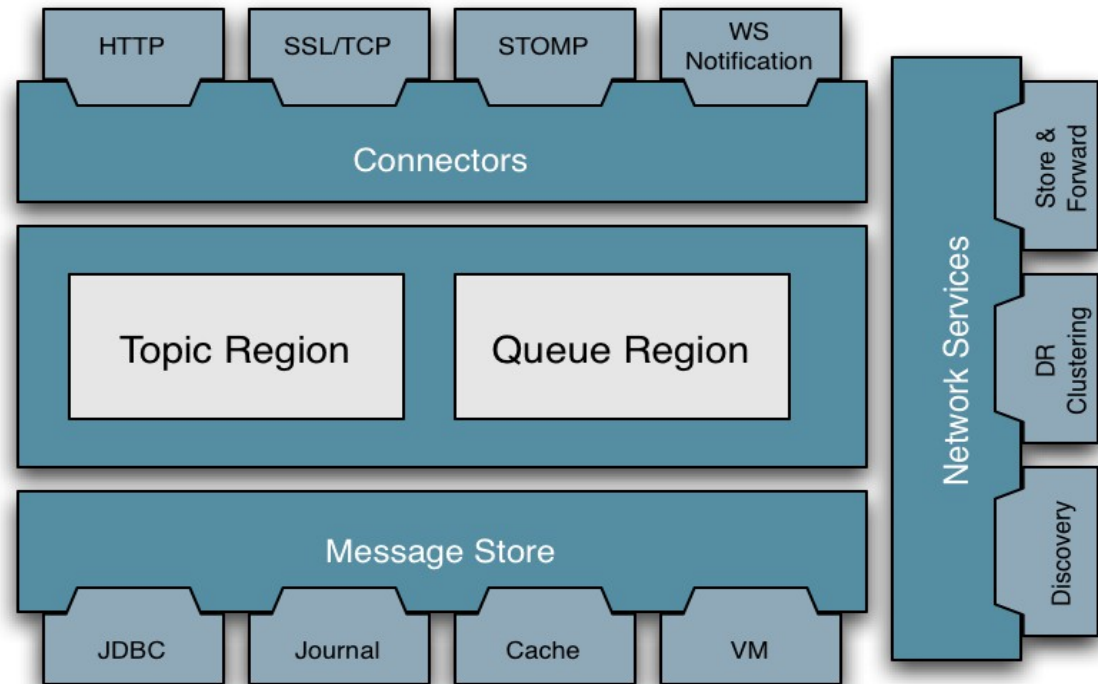 HTTP
SSL/TCP
STOMP
WS
Notification
Connectors
Topic Region
Queue Region
Message Store
JDBC
Journal
Cache
VM
Network Services
Store &
Forward
DR
Clustering
Discovery